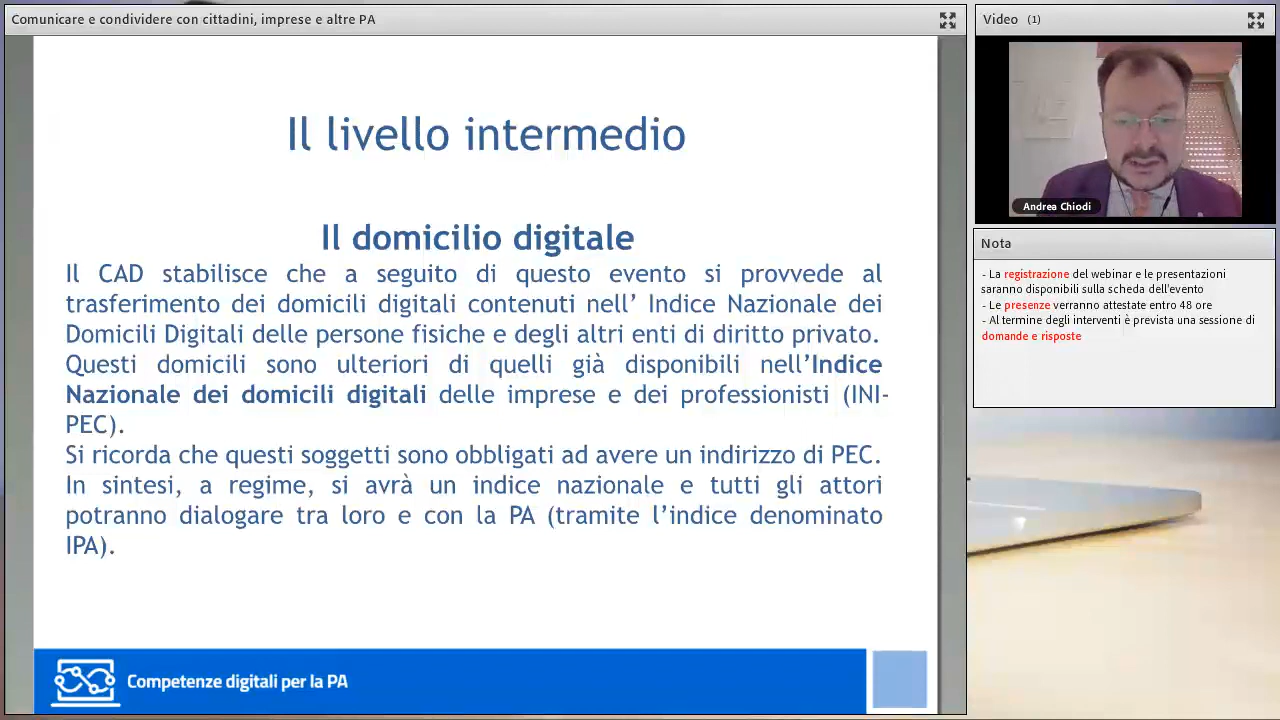 Comunicare e condividere con cittadini, imprese e altre PA
Il livello intermedio
Il domicilio digitale
Il CAD stabilisce che a seguito di questo evento si provvede al
trasferimento dei domicili digitali contenuti nell’ Indice Nazionale dei
Domicili Digitali delle persone fisiche e degli altri enti di diritto privato.
Questi domicili sono ulteriori di quelli già disponibili nell’Indice
Nazionale dei domicili digitali delle imprese e dei professionisti (INI-
PEC).
Si ricorda che questi soggetti sono obbligati ad avere un indirizzo di PEC.
In sintesi, a regime, si avrà un indice nazionale e tutti gli attori
potranno dialogare tra loro e con la PA (tramite l’indice denominato
IPA).
Competenze digitali per la PA
Video (1)
Andrea Chiodi
Nota
- La registrazione del webinar e le presentazioni
saranno disponibili sulla scheda dell'evento
- Le presenze verranno attestate entro 48 ore
- Al termine degli interventi è prevista una sessione di
domande e risposte